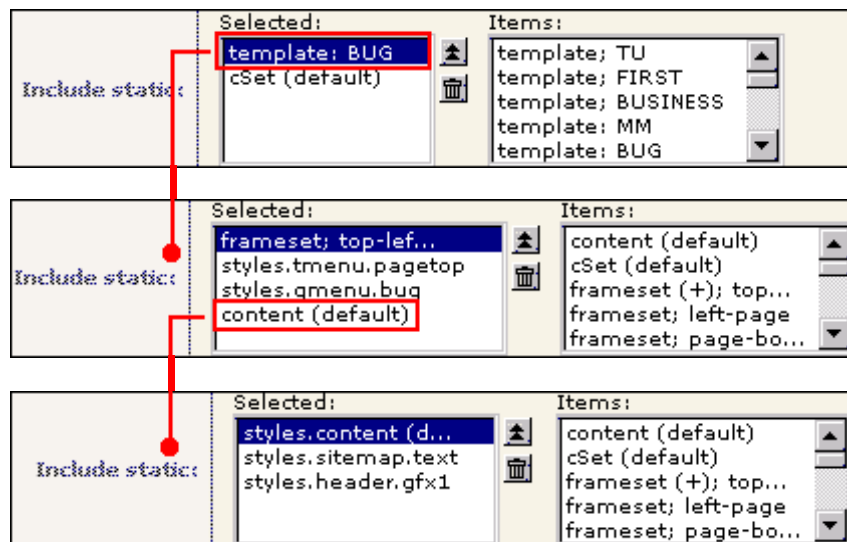 Selected:
Items:
Include static:
template: BUG
cSet (default)
template; TU
template; FIRST
template; BUSINESS
template: MM
template: BUG
Selected:
Items:
Include static:
frameset; top-lef...
styles.tmenu.pagetop
styles.gmenu.bug
content (default)
content (default)
cSet (default)
frameset (+); top...
frameset; left-page
frameset; page-bo...
Selected:
Items:
Include static:
styles.content (d...
styles.sitemap.text
styles.header.gfx1
content (default)
cSet (default)
frameset (+); top...
frameset; left-page
frameset; page-bo...